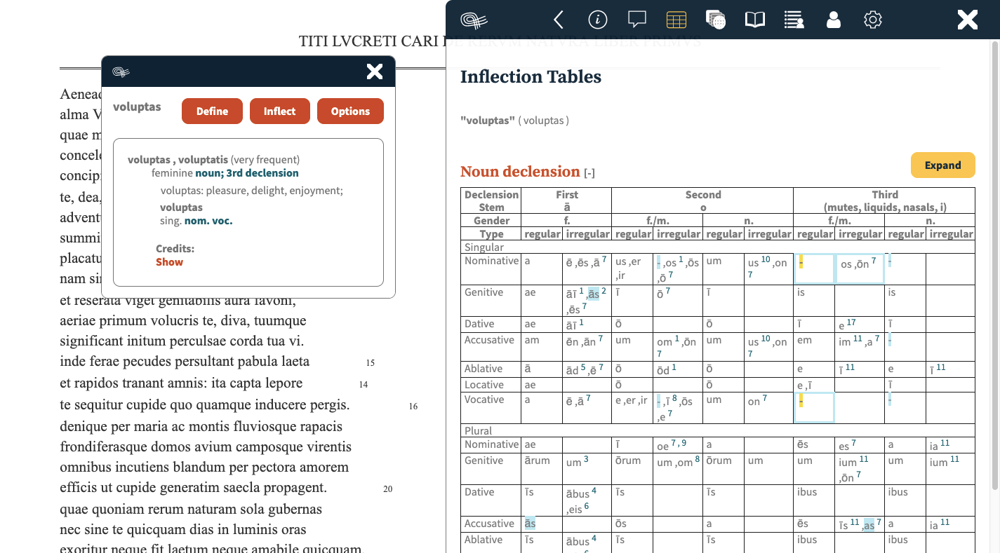 TITI LVCRETI CARI DE RERVM NATVRA LIBER PRIMVS
Aenead
alma V
quae m
concele
concipi
te, dea,
advent
summi
placatu
nam si
et reserata viget genitabilis aura favoni,
aeriae primum volucris te, diva, tuumque
significant initum perculsae corda tua vi.
inde ferae pecudes persultant pabula laeta 15
et rapidos tranant amnis: ita capta lepore 14
te sequitur cupide quo quamque inducere pergis. 16
denique per maria ac montis fluviosque rapacis
frondiferasque domos avium camposque virentis
omnibus incutiens blandum per pectora amorem
efficis ut cupide generatim saecla propagent. 20
quae quoniam rerum naturam sola gubernas
nec sine te quicquam dias in luminis oras
exoritur neque fit laetum neque amabile quicquam,
voluptas Define Inflect Options
voluptas , voluptatis (very frequent)
feminine noun; 3rd declension
voluptas: pleasure, delight, enjoyment;
voluptas
sing. nom. voc.
Credits:
Show
Inflection Tables
"voluptas" ( voluptas )
Noun declension [-] Expand
Declension First Second Third
Stem ā o (mutes, liquids, nasals, i)
Gender f. f./m. n. f./m. n.
Type regular irregular regular irregular regular irregular regular irregular regular irregular
Singular
Nominative a ē ,ēs ,ā 7 us ,er - ,os 1 ,ōs um us 10 ,on - os ,ōn 7 -
,ir ,ō 7 7
Genitive ae āī 1 ,ās 2 ī ō 7 ī is is
,ēs 7
Dative ae āī 1 ō ō ī e 17 ī
Accusative am ēn ,ān 7 um om 1 ,ōn um us 10 ,on em im 11 ,a 7 -
7 7
Ablative ā ād 5 ,ē 7 ō ōd 1 ō e ī 11 e ī 11
Locative ae ō ō e ,ī ī
Vocative a ē ,ā 7 e ,er ,ir - ,ī 8 ,ōs um on 7 - -
,e 7
Plural
Nominative ae ī oe 7 , 9 a ēs es 7 a ia 11
Genitive ārum um 3 ōrum um ,om 8 ōrum um um ium 11 um ium 11
,ōn 7
Dative īs ābus 4 īs īs ibus ibus
,eis 6
Accusative ās ōs a ēs īs 11 ,as 7 a ia 11
Ablative īs ābus 4 īs īs ibus ibus